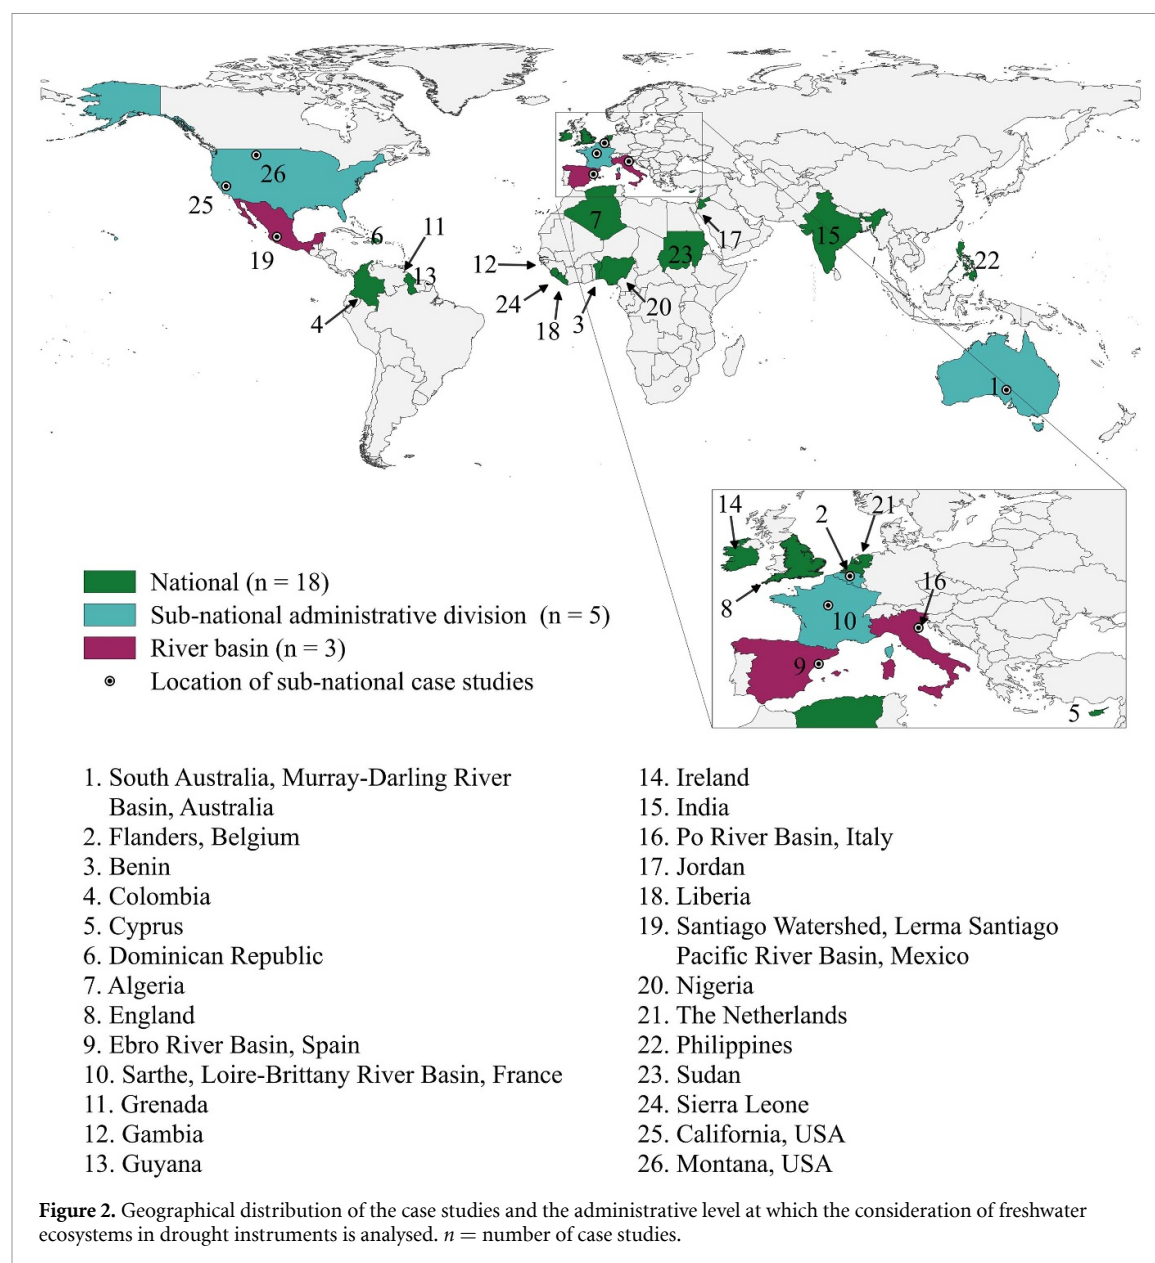 26
25
19
6
11
13
4
12
24
18
3
20
7
23
17
15
22
1
14
2
21
8
10
16
9
5
National (n = 18)
Sub-national administrative division (n = 5)
River basin (n = 3)
Location of sub-national case studies
1. South Australia, Murray-Darling River
Basin, Australia
2. Flanders, Belgium
3. Benin
4. Colombia
5. Cyprus
6. Dominican Republic
7. Algeria
8. England
9. Ebro River Basin, Spain
10. Sarthe, Loire-Brittany River Basin, France
11. Grenada
12. Gambia
13. Guyana
14. Ireland
15. India
16. Po River Basin, Italy
17. Jordan
18. Liberia
19. Santiago Watershed, Lerma Santiago
Pacific River Basin, Mexico
20. Nigeria
21. The Netherlands
22. Philippines
23. Sudan
24. Sierra Leone
25. California, USA
26. Montana, USA
Figure 2. Geographical distribution of the case studies and the administrative level at which the consideration of freshwater
ecosystems in drought instruments is analysed. n = number of case studies.